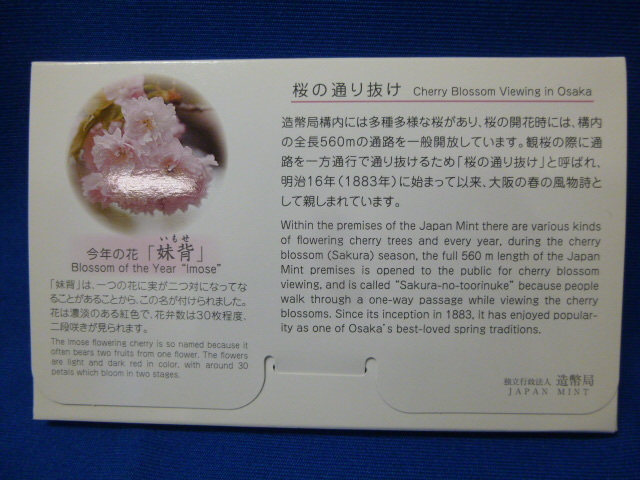 今年の花「妹背」
いもせ
Blossom of the Year "Imose"
「妹背」は、一つの花に実が二つ対になってな
ることがあることから、この名が付けられました。
花は濃淡のある紅色で、花弁数は30枚程度、
二段咲きが見られます。
The Imose flowering cherry is so named because it
often bears two fruits from one flower. The flowers
are light and dark red in color, with around 30
petals which bloom in two stages.
桜の通り抜け Cherry Blossom Viewing in Osaka
造幣局構内には多種多様な桜があり、桜の開花時には、構内
の全長560mの通路を一般開放しています。観桜の際に通
路を一方通行で通り抜けるため「桜の通り抜け」と呼ばれ、
明治16年(1883年)に始まって以来、大阪の春の風物詩と
して親しまれています。
Within the premises of the Japan Mint there are various kinds
of flowering cherry trees and every year, during the cherry
blossom (Sakura) season, the full 560 m length of the Japan
Mint premises is opened to the public for cherry blossom
viewing, and is called "Sakura-no-toorinuke" because people
walk through a one-way passage while viewing the cherry
blossoms. Since its inception in 1883, it has enjoyed popular-
ity as one of Osaka's best-loved spring traditions.
独立行政法人 造幣局
JAPAN MINT